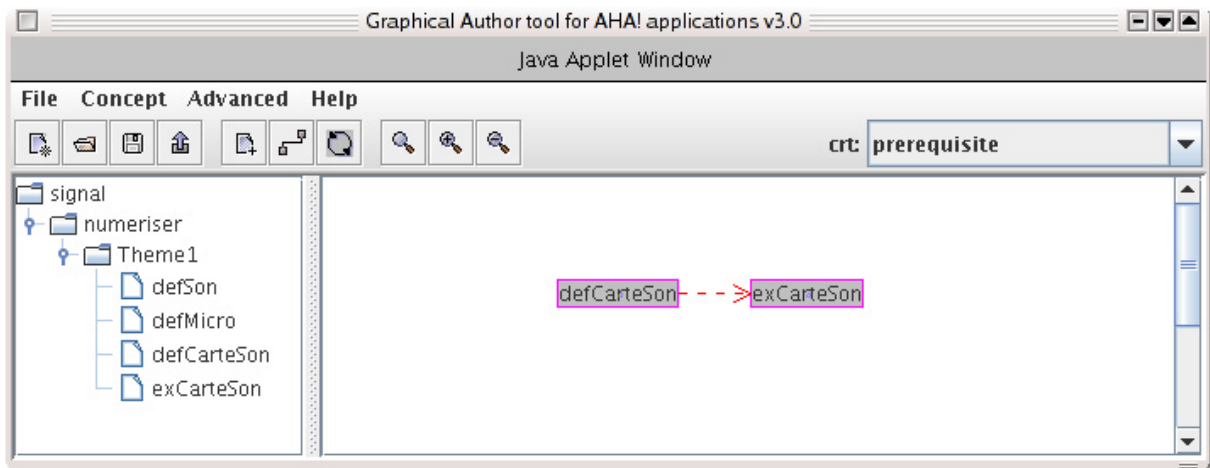 Graphical Author tool for AHA! applications v3.0
Java Applet Window
File Concept Advanced Help
crt: prerequisite
signal
numeriser
Theme1
defSon
defMicro
defCarteSon
exCarteSon
defCarteSon exCarteSon